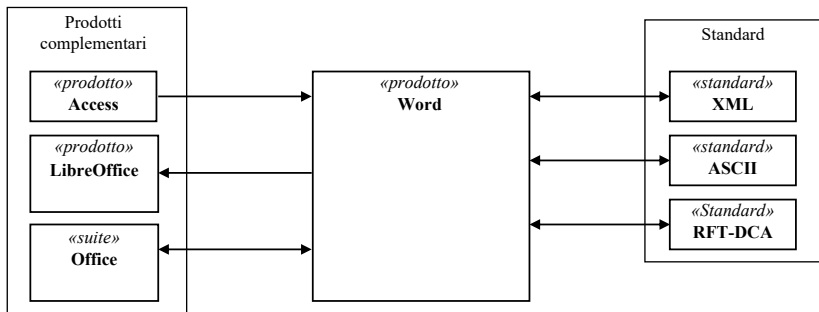 Prodotti
complementari
«prodotto»
Access
«prodotto»
LibreOffice
«suite»
Office
«prodotto»
Word
Standard
«standard»
XML
«standard»
ASCII
«Standard»
RFT-DCA